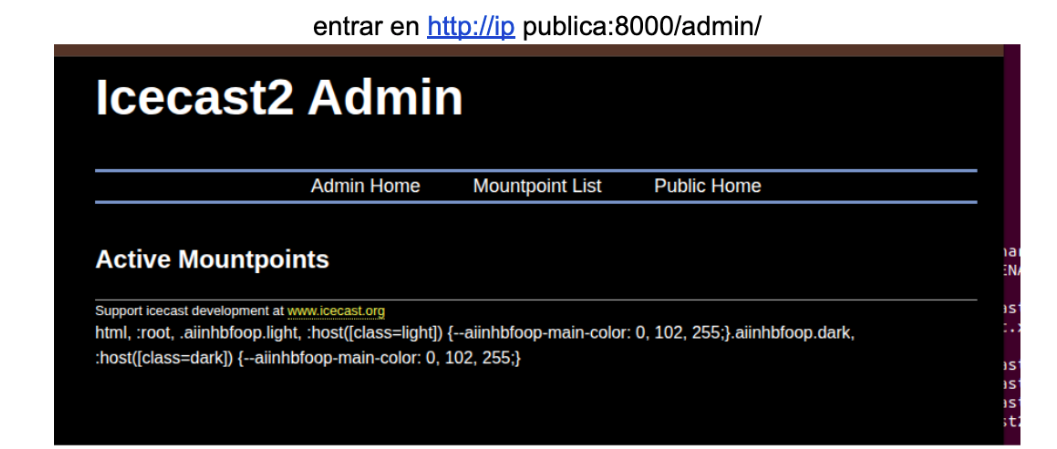 entrar en http://ip publica:8000/admin/
Icecast2 Admin
Admin Home Mountpoint List Public Home
Active Mountpoints
Support icecast development at www.icecast.org
html, :root, .aiinhbfoop.light, :host([class=light]) {--aiinhbfoop-main-color: 0, 102, 255;}.aiinhbfoop.dark,
:host([class=dark]) {--aiinhbfoop-main-color: 0, 102, 255;}